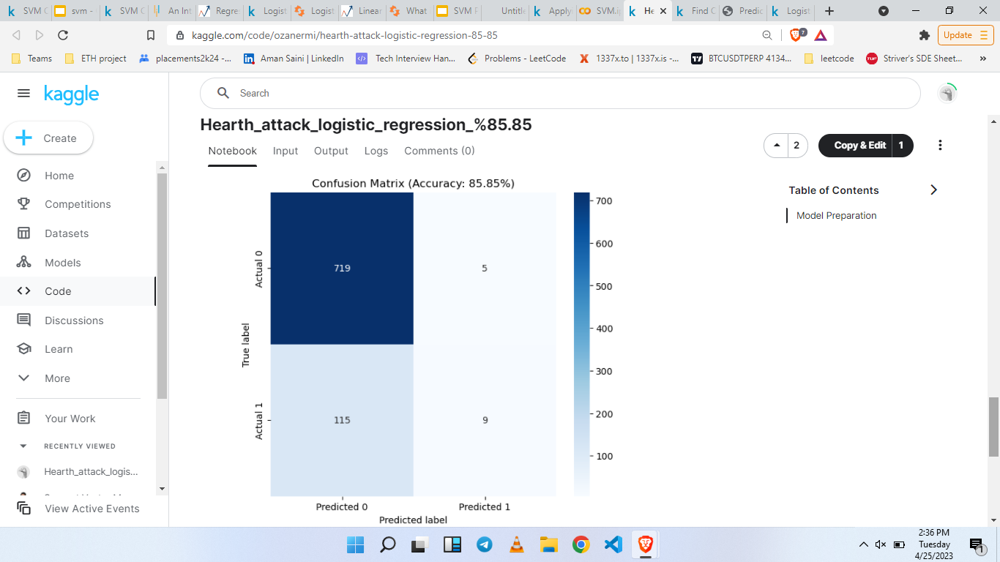 SVM C
svm -
SVM C
An Int
Regre
Logist
Logist
Linear
What
SVM F
Untitle
Apply
SVM.i
He
Find C
Predic
Logist
kaggle.com/code/ozanermi/hearth-attack-logistic-regression-85-85
7
Update
Teams
ETH project
placements2k24 -...
Aman Saini | LinkedIn
Tech Interview Han...
Problems - LeetCode
1337x.to | 1337x.is -...
BTCUSDTPERP 4134...
leetcode
Striver's SDE Sheet...
»
kaggle
Search
Create
Hearth_attack_logistic_regression_%85.85
Notebook
Input
Output
Logs
Comments (0)
2
Copy & Edit
1
Home
Competitions
Datasets
Models
Code
Discussions
Learn
More
Your Work
RECENTLY VIEWED
Hearth_attack_logis...
View Active Events
Confusion Matrix (Accuracy: 85.85%)
Actual 0
719
5
True label
Actual 1
115
9
Predicted 0
Predicted 1
Predicted label
700
600
500
400
300
200
100
Table of Contents
Model Preparation
2:36 PM
Tuesday
4/25/2023
1